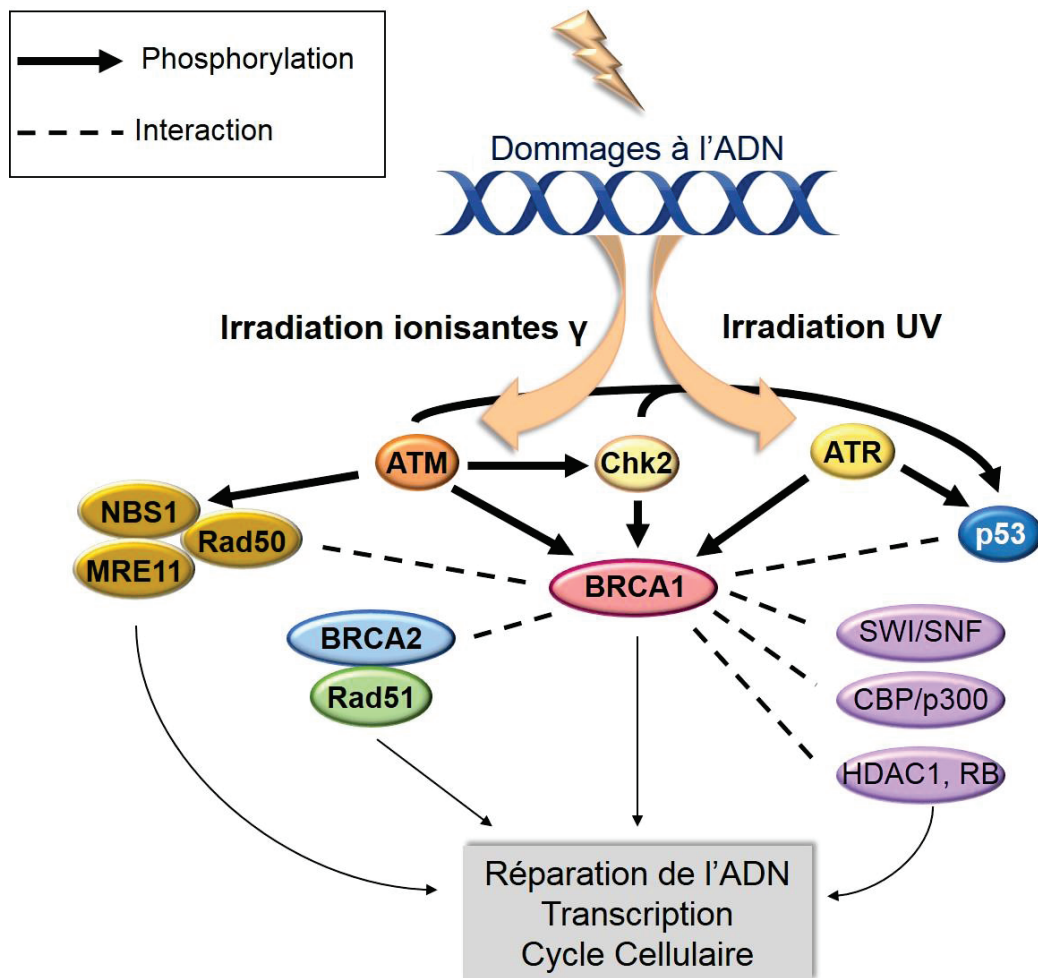 Phosphorylation
Interaction
Dommages à l’ADN
Irradiation ionisantes γ
Irradiation UV
ATM
Chk2
ATR
NBS1
Rad50
MRE11
p53
BRCA1
BRCA2
Rad51
SWI/SNF
CBP/p300
HDAC1, RB
Réparation de l’ADN
Transcription
Cycle Cellulaire